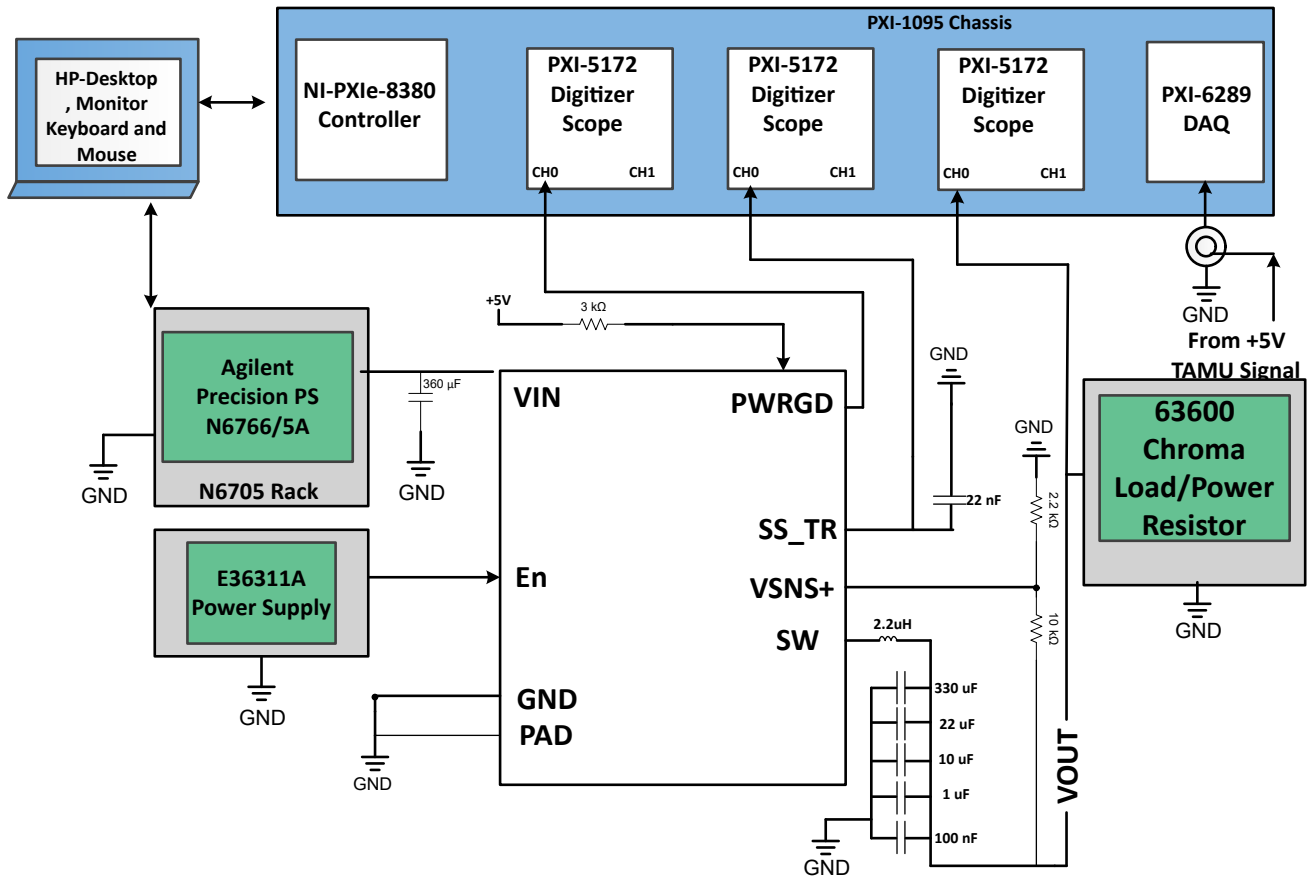 PXI-1095 Chassis
HP-Desktop
, Monitor
Keyboard and
Mouse
NI-PXIe-8380
Controller
PXI-5172
Digitizer
Scope
CH0 CH1
PXI-5172
Digitizer
Scope
CH0 CH1
PXI-5172
Digitizer
Scope
CH0 CH1
PXI-6289
DAQ
GND
From +5V
TAMU Signal
+5V
3 kΩ
Agilent
Precision PS
N6766/5A
N6705 Rack
GND
360 µF
GND
VIN
PWRGD
SS_TR
VSNS+
SW
En
GND
PAD
GND
22 nF
GND
2.2 kΩ
10 kΩ
63600
Chroma
Load/Power
Resistor
GND
E36311A
Power Supply
GND
GND
2.2uH
330 uF
22 uF
10 uF
1 uF
100 nF
GND
VOUT